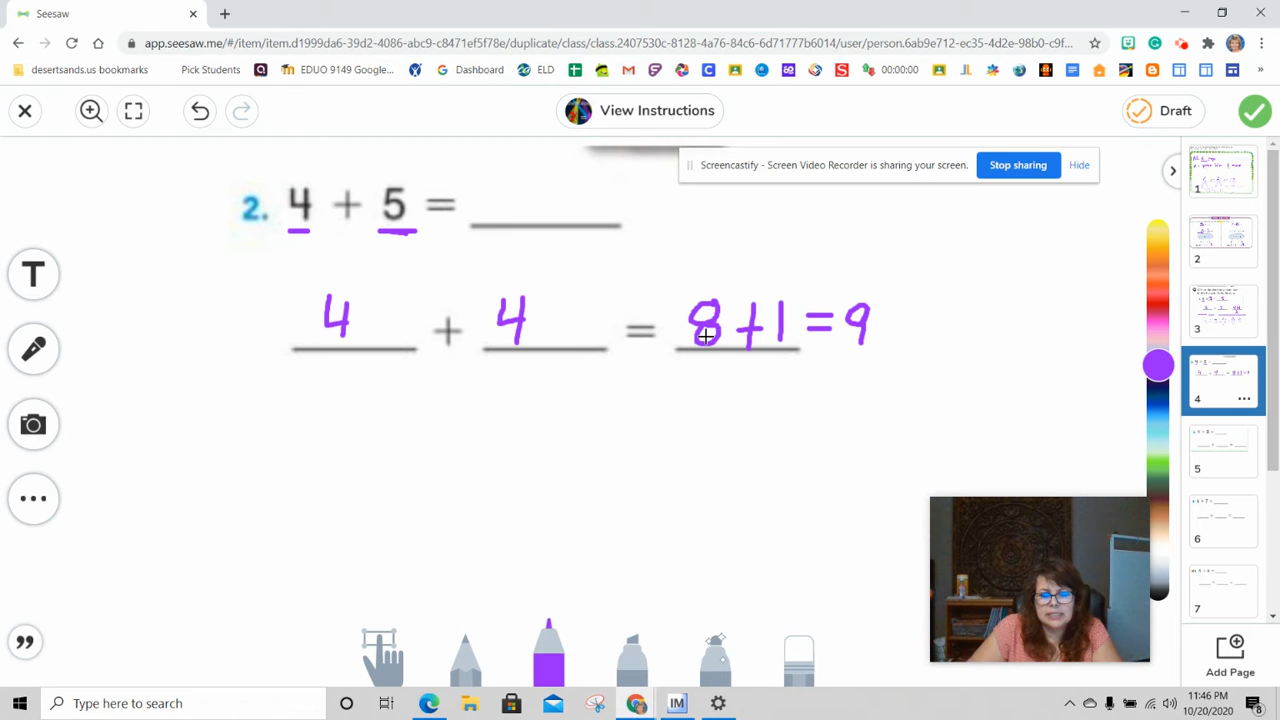 Seesaw
app.seesaw.me/#/item/item.d1999da6-39d2-4086-abc9-c8471ef7278e/duplicate/class/class.2407530c-8128-4a76-84c6-6d71777b6014/user/person.6ab9e712-ec35-4d2e-98b0-c9f...
desertsands.us bookmarks Pick Students EDUO 9149 Google... Dashboard ELD 00:00:00 »
View Instructions Draft
Screencastify - Screen Video Recorder is sharing your screen. Stop sharing Hide
2. 4 + 5 =
4 + 4 = 8+1=9
T
1
2
3
4
5
6
7
Add Page
Type here to search
IM
11:46 PM
10/20/2020
8